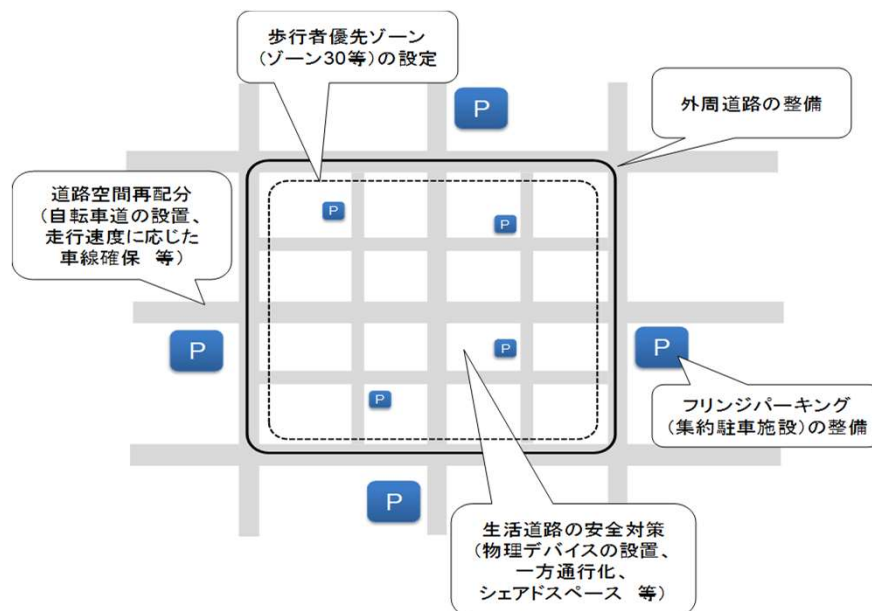 歩行者優先ゾーン
(ゾーン30等)の設定
P
外周道路の整備
道路空間再配分
(自転車道の設置、
走行速度に応じた
車線確保 等)
P
P
P
P
P
P
フリンジパーキング
(集約駐車施設)の整備
P
生活道路の安全対策
(物理デバイスの設置、
一方通行化、
シェアドスペース 等)